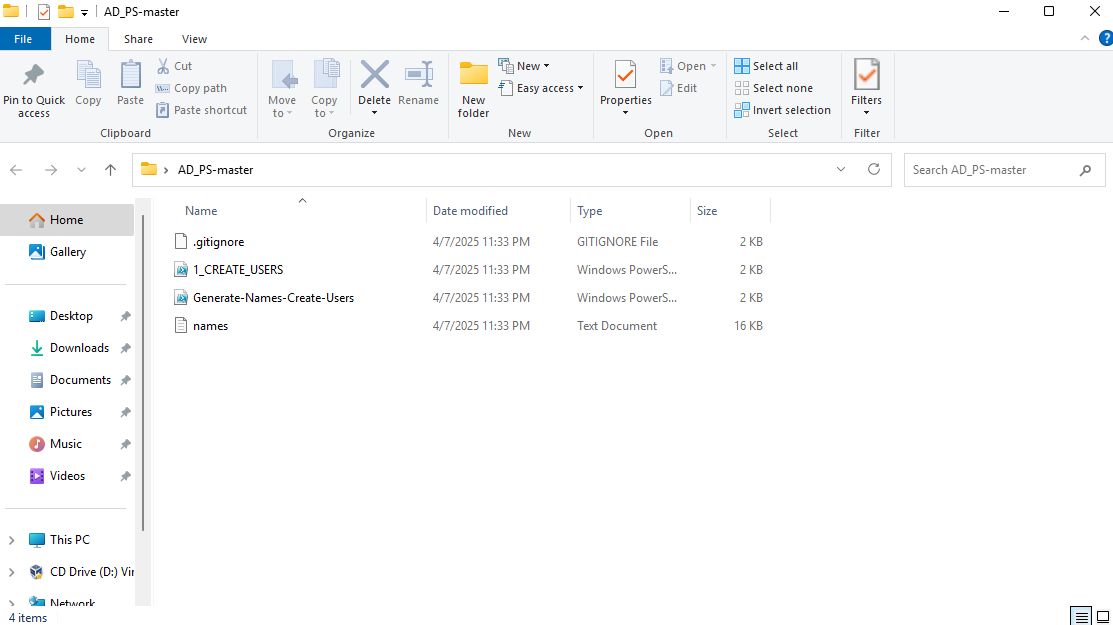 AD_PS-master
File Home Share View
Pin to Quick access
Copy
Paste
Cut
Copy path
Paste shortcut
Clipboard
Move to
Copy to
Delete
Rename
Organize
New folder
New
Easy access
New
Properties
Open
Edit
Open
Select all
Select none
Invert selection
Select
Filters
Filter
AD_PS-master
Search AD_PS-master
Home
Gallery
Desktop
Downloads
Documents
Pictures
Music
Videos
This PC
CD Drive (D:) Vir
Network
Name Date modified Type Size
.gitignore 4/7/2025 11:33 PM GITIGNORE File 2 KB
1_CREATE_USERS 4/7/2025 11:33 PM Windows PowerS... 2 KB
Generate-Names-Create-Users 4/7/2025 11:33 PM Windows PowerS... 2 KB
names 4/7/2025 11:33 PM Text Document 16 KB
4 items